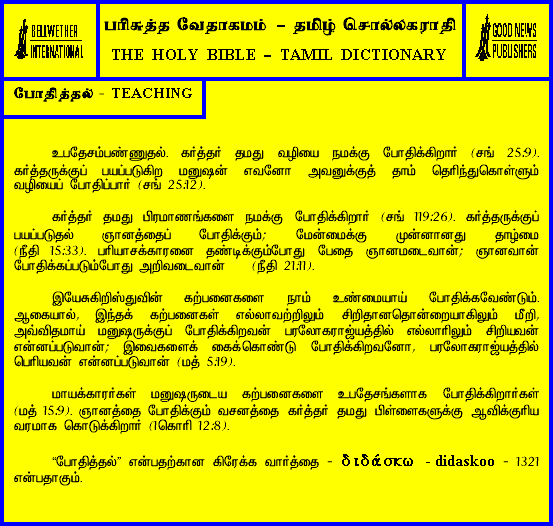 BELLWETHER
INTERNATIONAL
பரிசுத்த வேதாகமம் – தமிழ் சொல்லகராதி
THE HOLY BIBLE – TAMIL DICTIONARY
GOOD NEWS
PUBLISHERS
போதித்தல் - TEACHING
உபதேசம்பண்ணுதல். கர்த்தர் தமது வழியை நமக்கு போதிக்கிறார் (சங் 25:9).
கர்த்தருக்குப் பயப்படுகிற மனுஷன் எவனோ அவனுக்குத் தாம் தெரிந்துகொள்ளும்
வழியைப் போதிப்பார் (சங் 25:12).
கர்த்தர் தமது பிரமாணங்களை நமக்கு போதிக்கிறார் (சங் 119:26). கர்த்தருக்குப்
பயப்படுதல் ஞானத்தைப் போதிக்கும்; மேன்மைக்கு முன்னானது தாழ்மை
(நீதி 15:33). பரியாசக்காரனை தண்டிக்கும்போது பேதை ஞானமடைவான்; ஞானவான்
போதிக்கப்படும்போது அறிவடைவான் (நீதி 21:11).
இயேசுகிறிஸ்துவின் கற்பனைகளை நாம் உண்மையாய் போதிக்கவேண்டும்.
ஆகையால், இந்தக் கற்பனைகள் எல்லாவற்றிலும் சிறிதானதொன்றையாகிலும் மீறி,
அவ்விதமாய் மனுஷருக்குப் போதிக்கிறவன் பரலோகராஜ்யத்தில் எல்லாரிலும் சிறியவன்
என்னப்படுவான்; இவைகளைக் கைக்கொண்டு போதிக்கிறவனோ, பரலோகராஜ்யத்தில்
பெரியவன் என்னப்படுவான் (மத் 5:19).
மாயக்காரர்கள் மனுஷருடைய கற்பனைகளை உபதேசங்களாக போதிக்கிறார்கள்
(மத் 15:9). ஞானத்தை போதிக்கும் வசனத்தை கர்த்தர் தமது பிள்ளைகளுக்கு ஆவிக்குரிய
வரமாக கொடுக்கிறார் (1கொரி 12:8).
“போதித்தல்” என்பதற்கான கிரேக்க வார்த்தை - διδάσκω - didaskoo - 1321
என்பதாகும்.